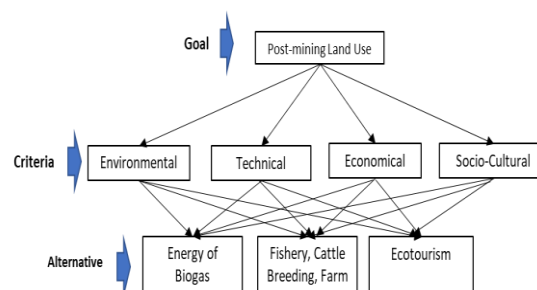 Goal
Post-mining Land Use
Criteria
Environmental
Technical
Economical
Socio-Cultural
Alternative
Energy of
Biogas
Fishery, Cattle
Breeding, Farm
Ecotourism